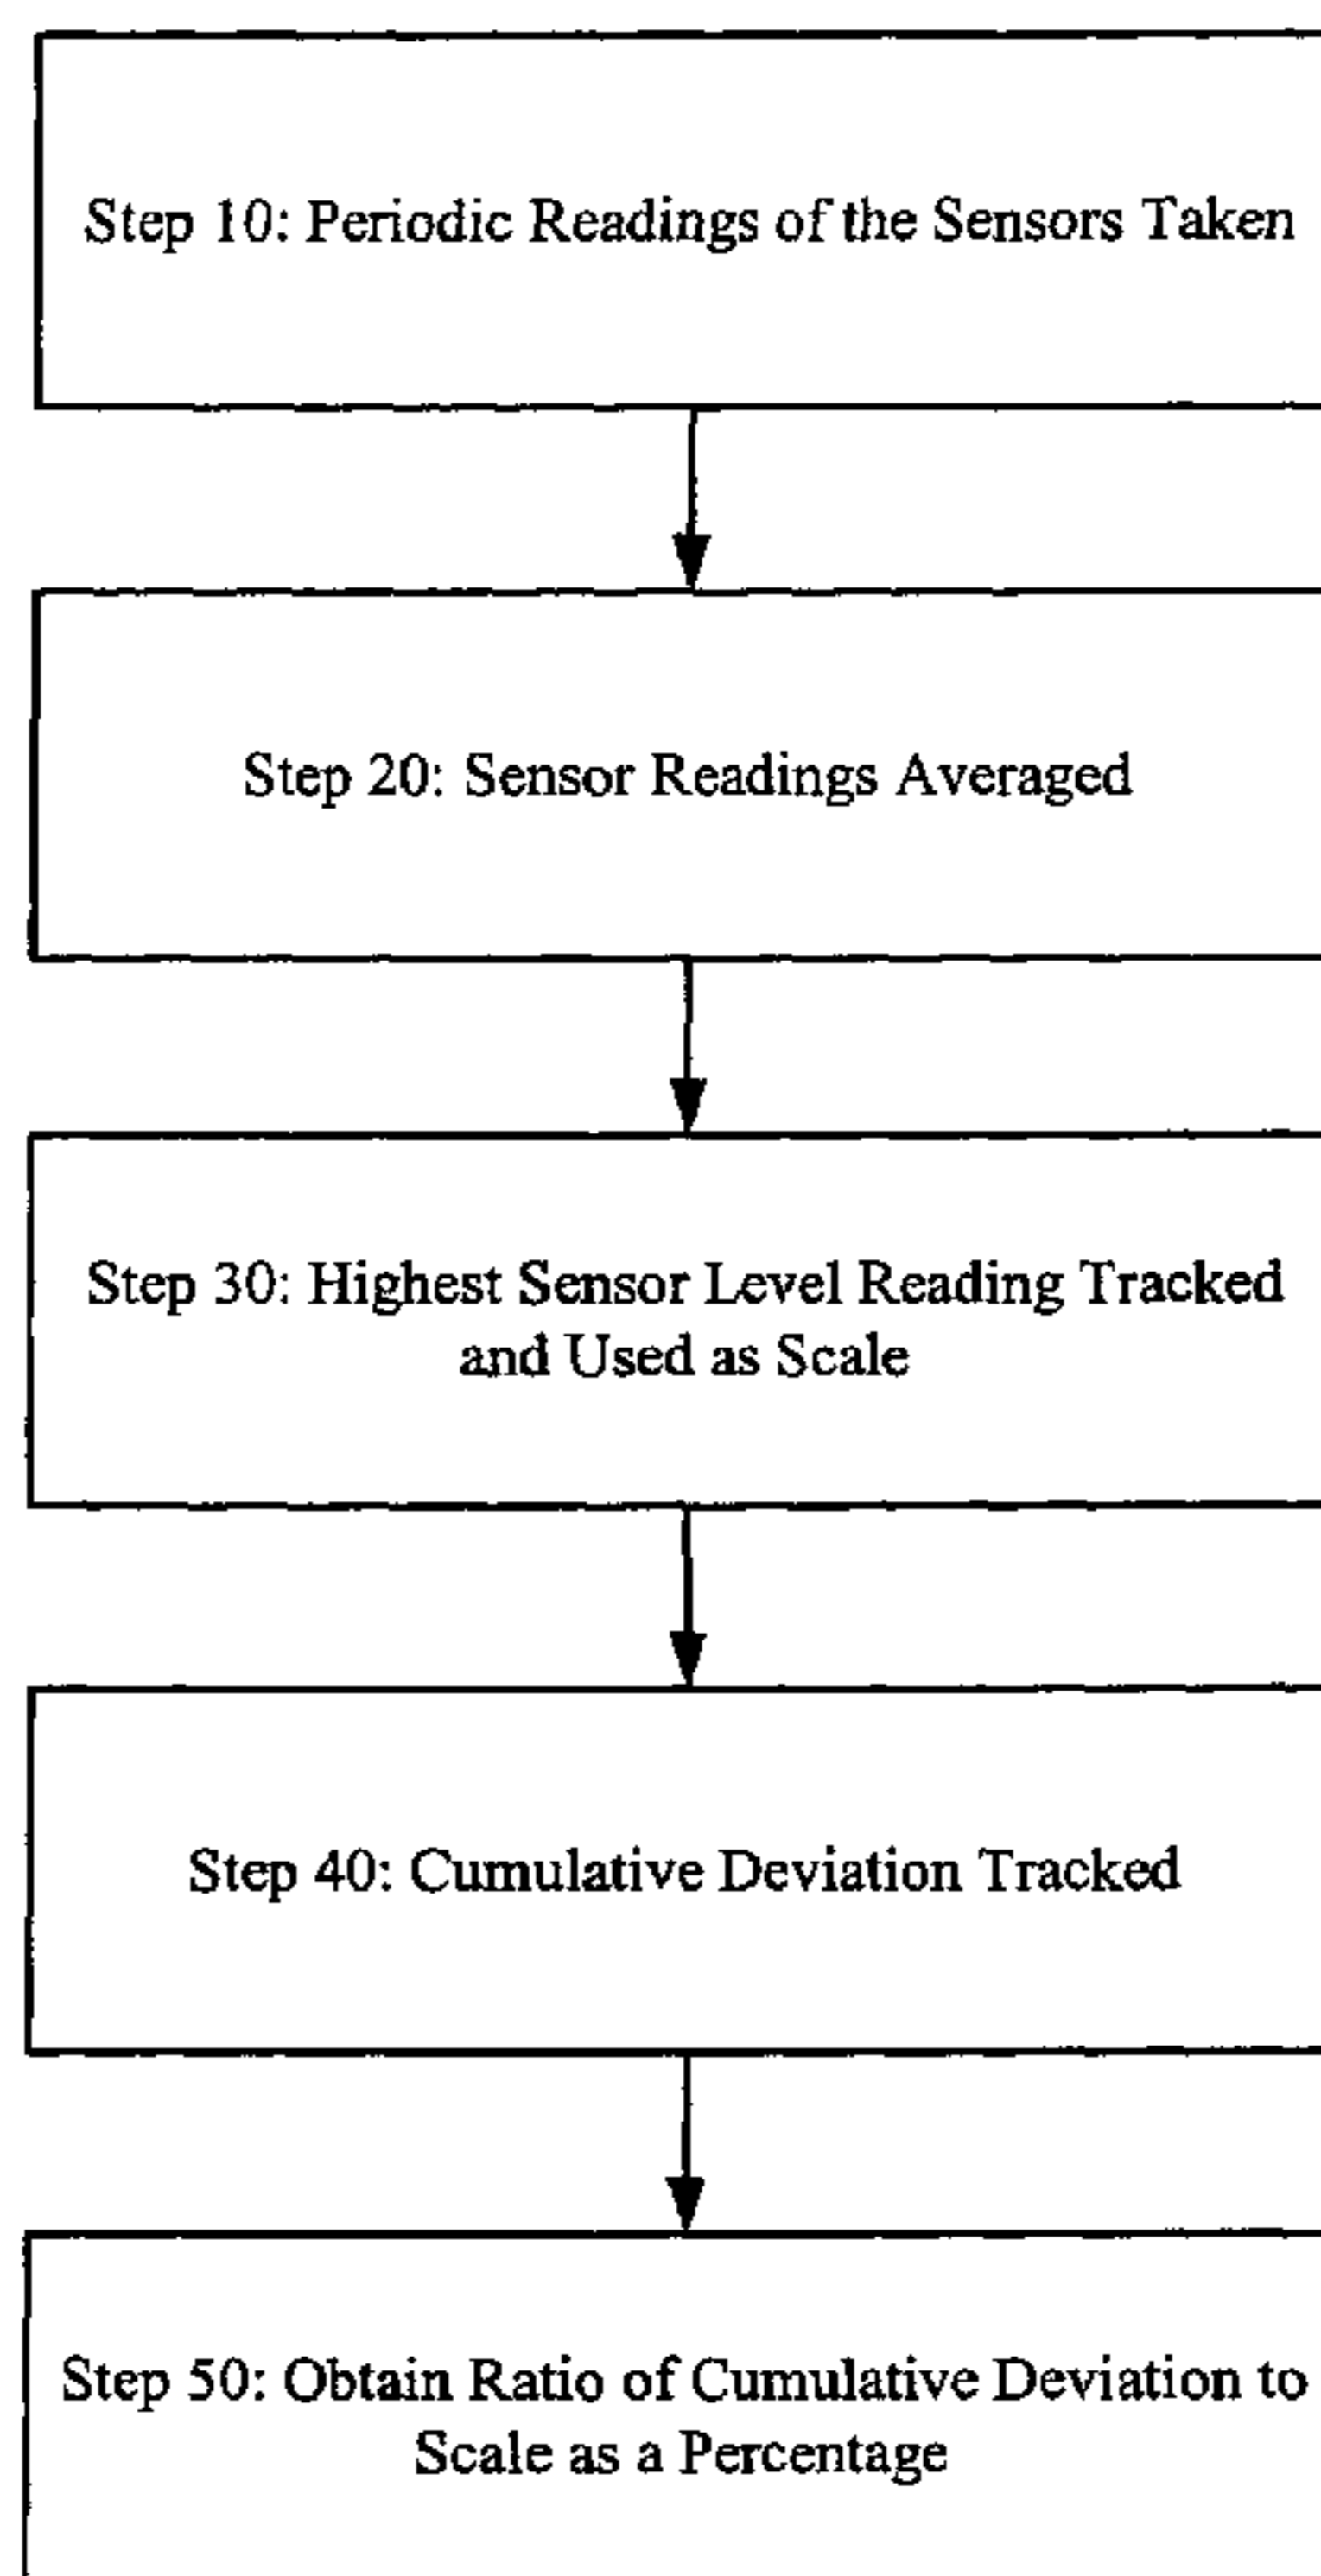 Step 10: Periodic Readings of the Sensors Taken
Step 20: Sensor Readings Averaged
Step 30: Highest Sensor Level Reading Tracked
and Used as Scale
Step 40: Cumulative Deviation Tracked
Step 50: Obtain Ratio of Cumulative Deviation to
Scale as a Percentage